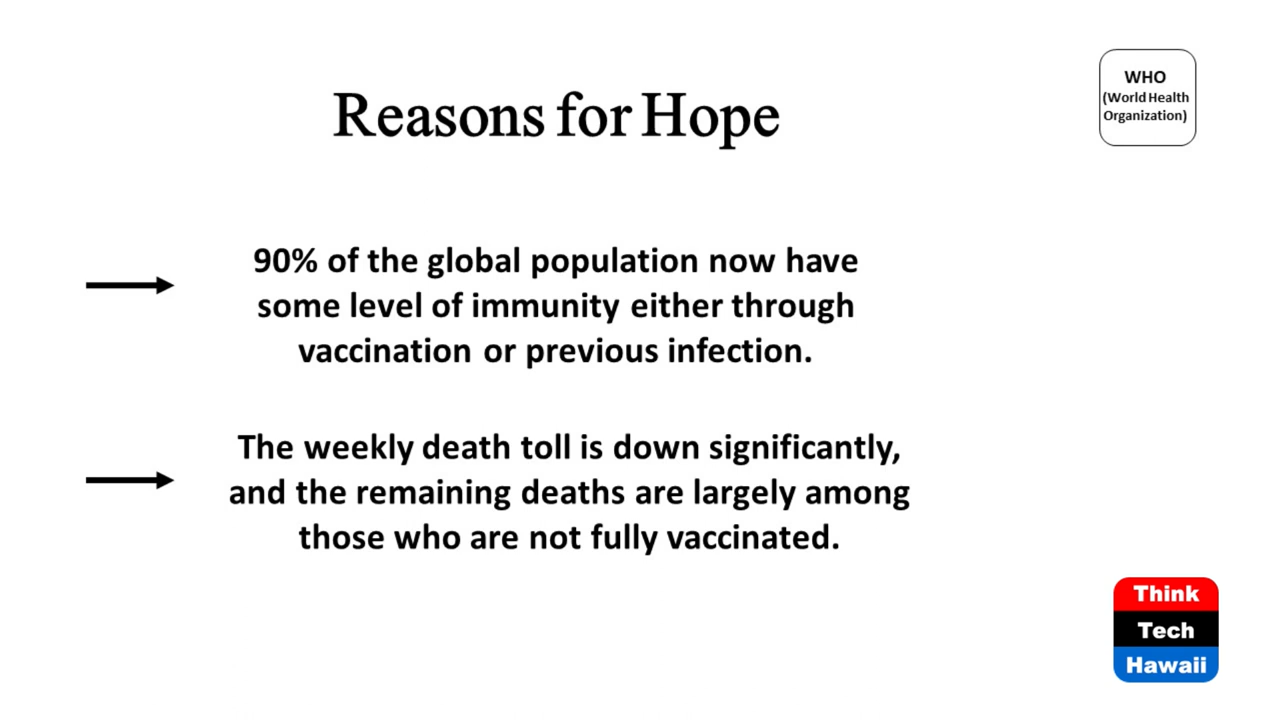 Reasons for Hope
WHO
(World Health
Organization)
90% of the global population now have
some level of immunity either through
vaccination or previous infection.
The weekly death toll is down significantly,
and the remaining deaths are largely among
those who are not fully vaccinated.
Think
Tech
Hawaii